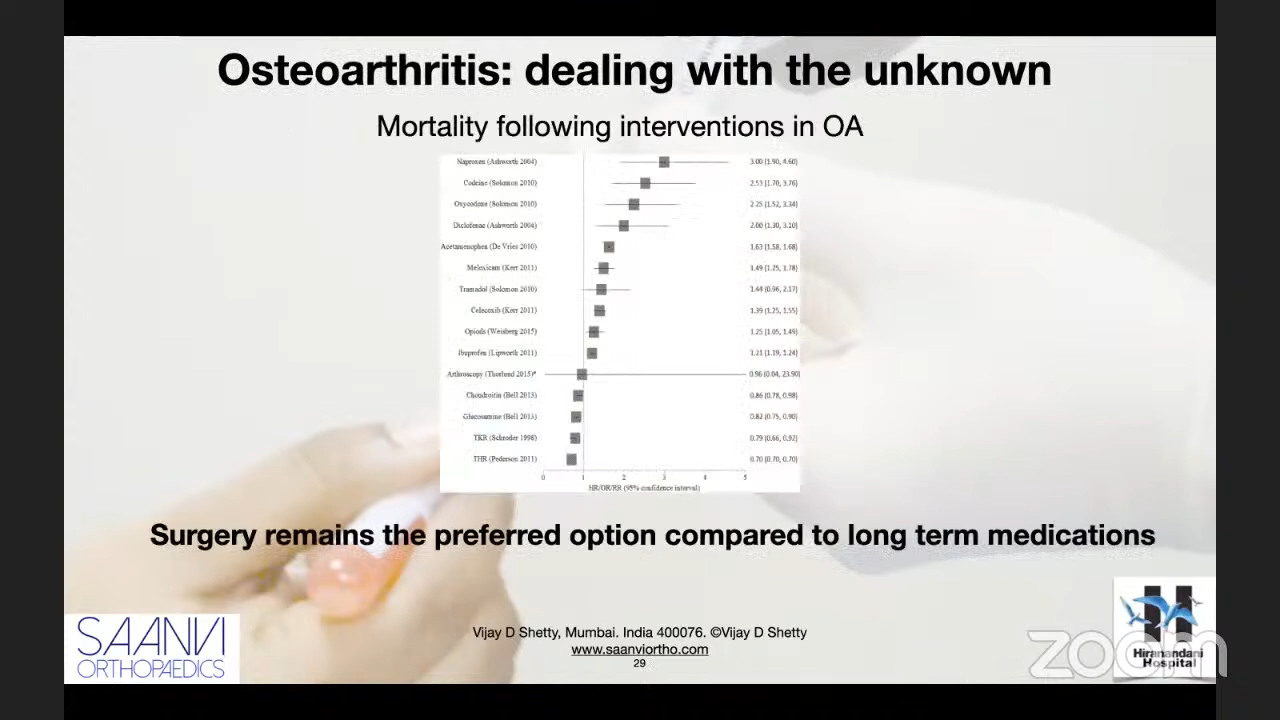 Osteoarthritis: dealing with the unknown
Mortality following interventions in OA
Naproxen (Ashworth 2004) 3.00 (1.90, 4.60)
Codeine (Solomon 2010) 2.53 (1.70, 3.76)
Oxycodone (Solomon 2010) 2.25 (1.52, 3.34)
Diclofenac (Ashworth 2004) 2.00 (1.30, 3.10)
Acetamenophen (De Vries 2010) 1.63 (1.58, 1.68)
Meloxicam (Kerr 2011) 1.49 (1.25, 1.78)
Tramadol (Solomon 2010) 1.44 (0.96, 2.17)
Celecoxib (Kerr 2011) 1.39 (1.25, 1.55)
Opiods (Weisberg 2015) 1.25 (1.05, 1.49)
Ibuprofen (Lipworth 2011) 1.21 (1.19, 1.24)
Arthroscopy (Thorlund 2015)* 0.96 (0.04, 23.90)
Chondroitin (Bell 2013) 0.86 (0.78, 0.98)
Glucosamine (Bell 2013) 0.82 (0.75, 0.90)
TKR (Schroder 1998) 0.79 (0.66, 0.92)
THR (Pederson 2011) 0.70 (0.70, 0.70)
0 1 2 3 4 5
HR/OR/RR (95% confidence interval)
Surgery remains the preferred option compared to long term medications
SAANVI
ORTHOPAEDICS
Vijay D Shetty, Mumbai. India 400076. ©Vijay D Shetty
www.saanviortho.com
29
H
zoom
Hiranandani
Hospital